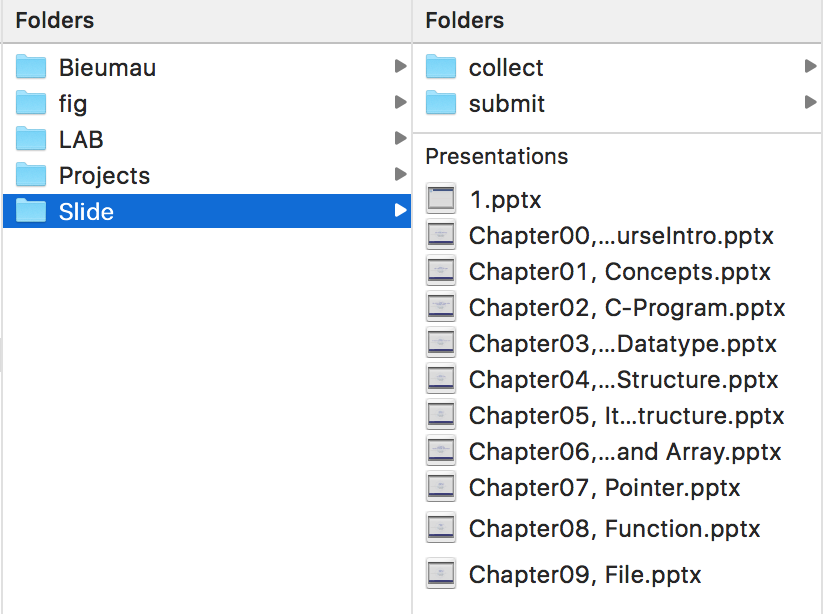 Folders
Bieumau
fig
LAB
Projects
Slide
Folders
collect
submit
Presentations
1.pptx
Chapter00,...urseIntro.pptx
Chapter01, Concepts.pptx
Chapter02, C-Program.pptx
Chapter03,...Datatype.pptx
Chapter04,...Structure.pptx
Chapter05, It...tructure.pptx
Chapter06,...and Array.pptx
Chapter07, Pointer.pptx
Chapter08, Function.pptx
Chapter09, File.pptx